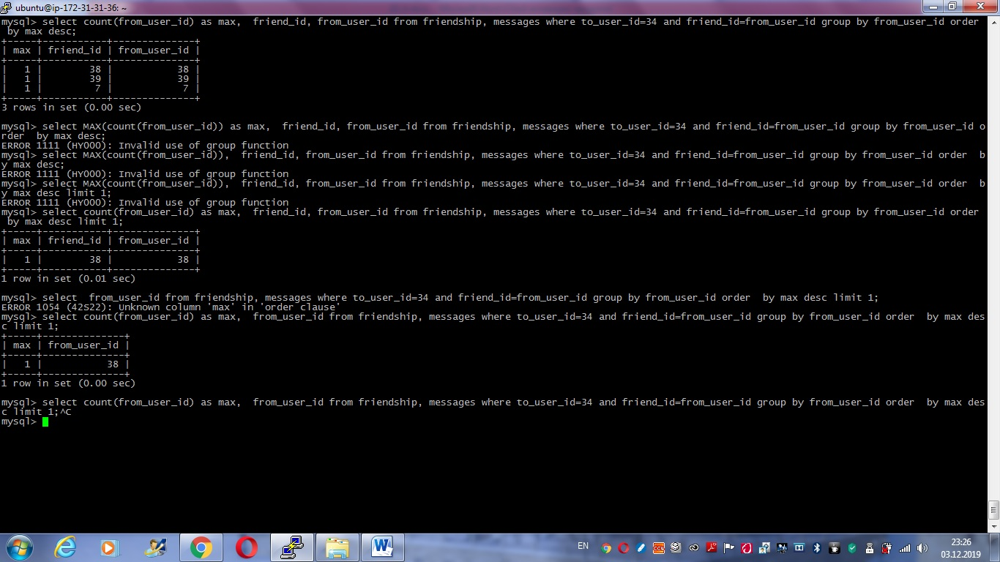 ubuntu@ip-172-31-31-36: ~
mysql> select count(from_user_id) as max,  friend_id, from_user_id from friendship, messages where to_user_id=34 and friend_id=from_user_id group by from_user_id order
 by max desc;
+-----+-----------+--------------+
| max | friend_id | from_user_id |
+-----+-----------+--------------+
|   1 |        38 |           38 |
|   1 |        39 |           39 |
|   1 |         7 |            7 |
+-----+-----------+--------------+
3 rows in set (0.00 sec)
mysql> select MAX(count(from_user_id)) as max,  friend_id, from_user_id from friendship, messages where to_user_id=34 and friend_id=from_user_id group by from_user_id o
rder  by max desc;
ERROR 1111 (HY000): Invalid use of group function
mysql> select MAX(count(from_user_id)),  friend_id, from_user_id from friendship, messages where to_user_id=34 and friend_id=from_user_id group by from_user_id order  b
y max desc;
ERROR 1111 (HY000): Invalid use of group function
mysql> select MAX(count(from_user_id)),  friend_id, from_user_id from friendship, messages where to_user_id=34 and friend_id=from_user_id group by from_user_id order  b
y max desc limit 1;
ERROR 1111 (HY000): Invalid use of group function
mysql> select count(from_user_id) as max,  friend_id, from_user_id from friendship, messages where to_user_id=34 and friend_id=from_user_id group by from_user_id order
 by max desc limit 1;
+-----+-----------+--------------+
| max | friend_id | from_user_id |
+-----+-----------+--------------+
|   1 |        38 |           38 |
+-----+-----------+--------------+
1 row in set (0.01 sec)
mysql> select  from_user_id from friendship, messages where to_user_id=34 and friend_id=from_user_id group by from_user_id order  by max desc limit 1;
ERROR 1054 (42S22): Unknown column 'max' in 'order clause'
mysql> select count(from_user_id) as max,  from_user_id from friendship, messages where to_user_id=34 and friend_id=from_user_id group by from_user_id order  by max des
c limit 1;
+-----+--------------+
| max | from_user_id |
+-----+--------------+
|   1 |           38 |
+-----+--------------+
1 row in set (0.00 sec)
mysql> select count(from_user_id) as max,  from_user_id from friendship, messages where to_user_id=34 and friend_id=from_user_id group by from_user_id order  by max des
c limit 1;^C
mysql>
EN
23:26
03.12.2019